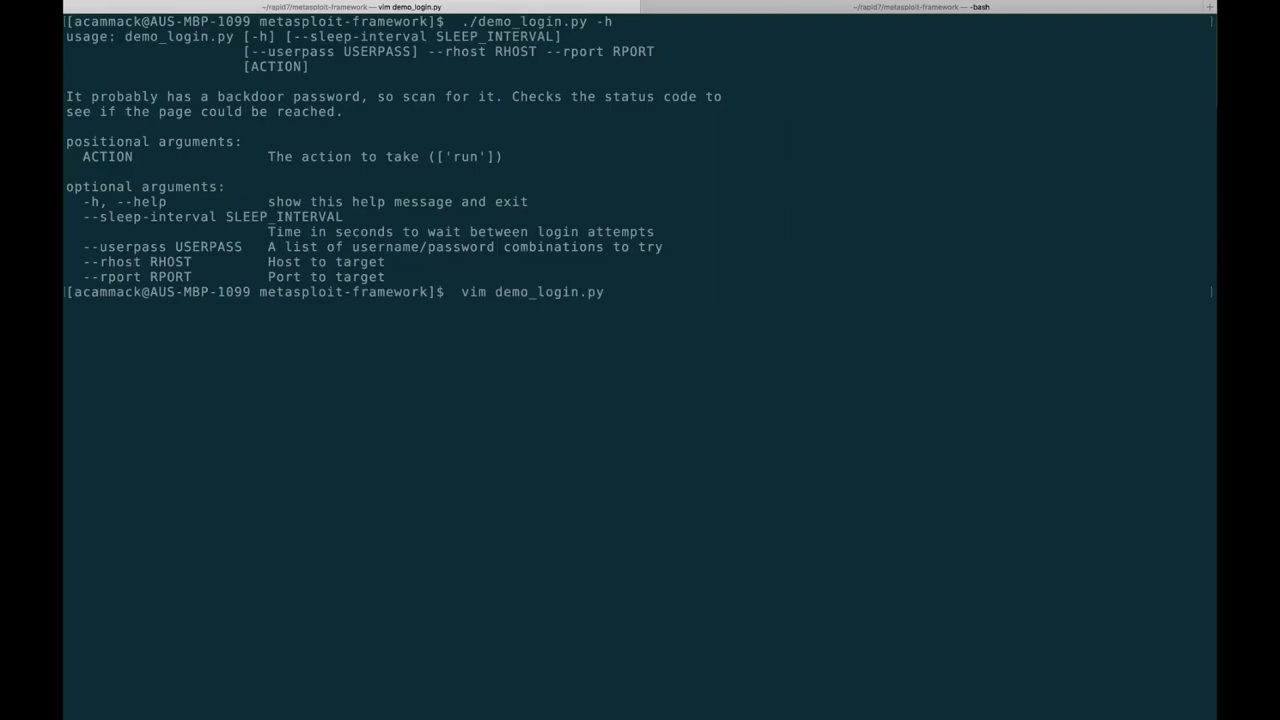 ~/rapid7/metasploit-framework — vim demo_login.py
~/rapid7/metasploit-framework — -bash
+
[acammack@AUS-MBP-1099 metasploit-framework]$  ./demo_login.py -h
usage: demo_login.py [-h] [--sleep-interval SLEEP_INTERVAL]
[--userpass USERPASS] --rhost RHOST --rport RPORT
[ACTION]
It probably has a backdoor password, so scan for it. Checks the status code to
see if the page could be reached.
positional arguments:
ACTION                The action to take (['run'])
optional arguments:
-h, --help            show this help message and exit
--sleep-interval SLEEP_INTERVAL
Time in seconds to wait between login attempts
--userpass USERPASS   A list of username/password combinations to try
--rhost RHOST         Host to target
--rport RPORT         Port to target
[acammack@AUS-MBP-1099 metasploit-framework]$  vim demo_login.py